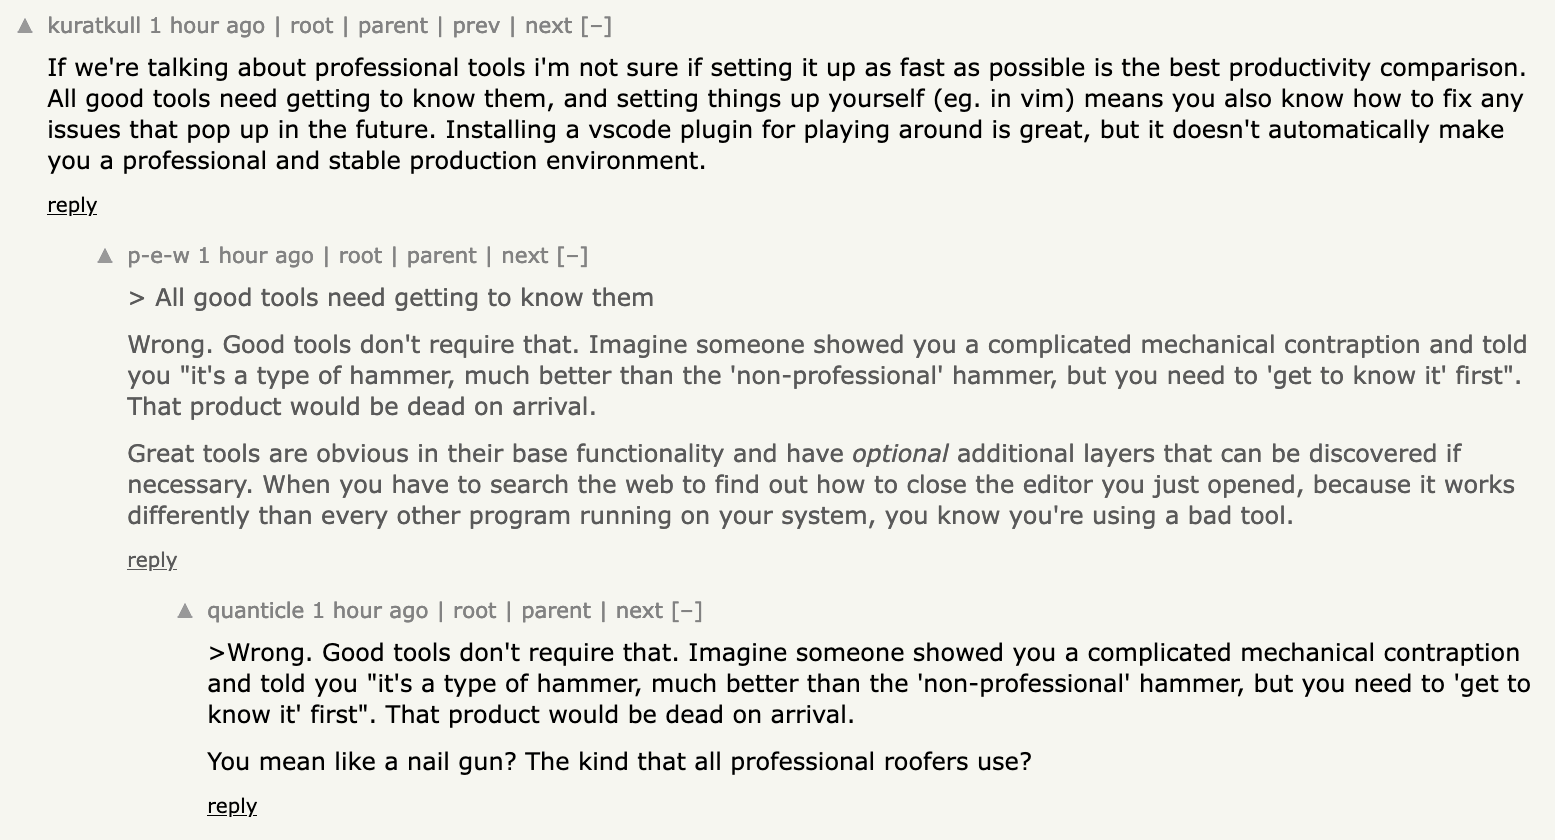 ▲ kuratkull 1 hour ago | root | parent | prev | next [–]
If we're talking about professional tools i'm not sure if setting it up as fast as possible is the best productivity comparison.
All good tools need getting to know them, and setting things up yourself (eg. in vim) means you also know how to fix any
issues that pop up in the future. Installing a vscode plugin for playing around is great, but it doesn't automatically make
you a professional and stable production environment.
reply
▲ p-e-w 1 hour ago | root | parent | next [–]
> All good tools need getting to know them
Wrong. Good tools don't require that. Imagine someone showed you a complicated mechanical contraption and told
you "it's a type of hammer, much better than the 'non-professional' hammer, but you need to 'get to know it' first".
That product would be dead on arrival.
Great tools are obvious in their base functionality and have optional additional layers that can be discovered if
necessary. When you have to search the web to find out how to close the editor you just opened, because it works
differently than every other program running on your system, you know you're using a bad tool.
reply
▲ quanticle 1 hour ago | root | parent | next [–]
>Wrong. Good tools don't require that. Imagine someone showed you a complicated mechanical contraption
and told you "it's a type of hammer, much better than the 'non-professional' hammer, but you need to 'get to
know it' first". That product would be dead on arrival.
You mean like a nail gun? The kind that all professional roofers use?
reply